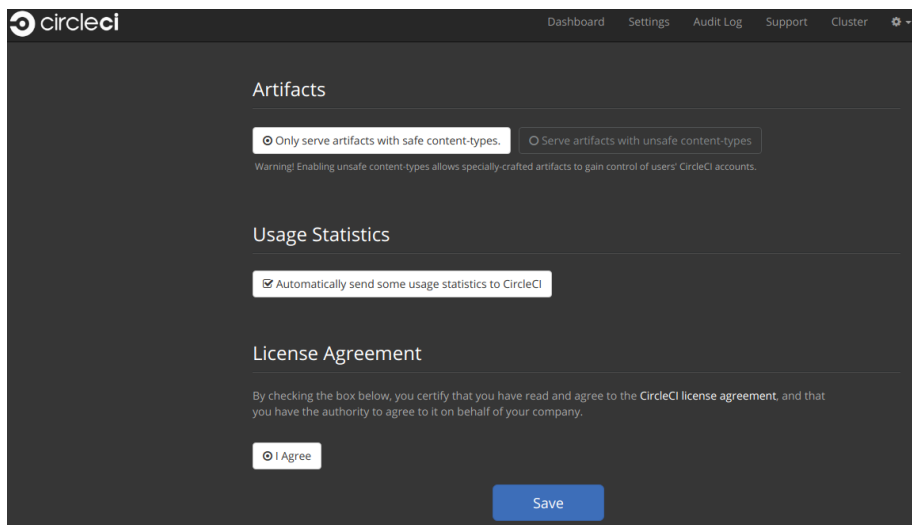 circleci
Dashboard Settings Audit Log Support Cluster
Artifacts
Only serve artifacts with safe content-types. Serve artifacts with unsafe content-types
Warning! Enabling unsafe content-types allows specially-crafted artifacts to gain control of users' CircleCI accounts.
Usage Statistics
Automatically send some usage statistics to CircleCI
License Agreement
By checking the box below, you certify that you have read and agree to the CircleCI license agreement, and that
you have the authority to agree to it on behalf of your company.
I Agree
Save